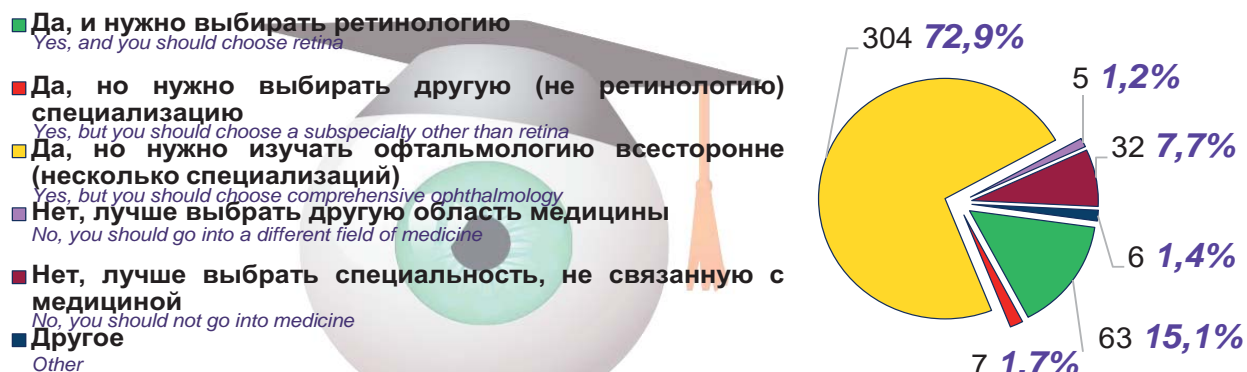 Да, и нужно выбирать ретинологию
Yes, and you should choose retina
Да, но нужно выбирать другую (не ретинологию)
специализацию
Yes, but you should choose a subspecialty other than retina
Да, но нужно изучать офтальмологию всесторонне
(несколько специализаций)
Yes, but you should choose comprehensive ophthalmology
Нет, лучше выбрать другую область медицины
No, you should go into a different field of medicine
Нет, лучше выбрать специальность, не связанную с
медициной
No, you should not go into medicine
Другое
Other
304 72,9%
5 1,2%
32 7,7%
6 1,4%
63 15,1%
7 1,7%